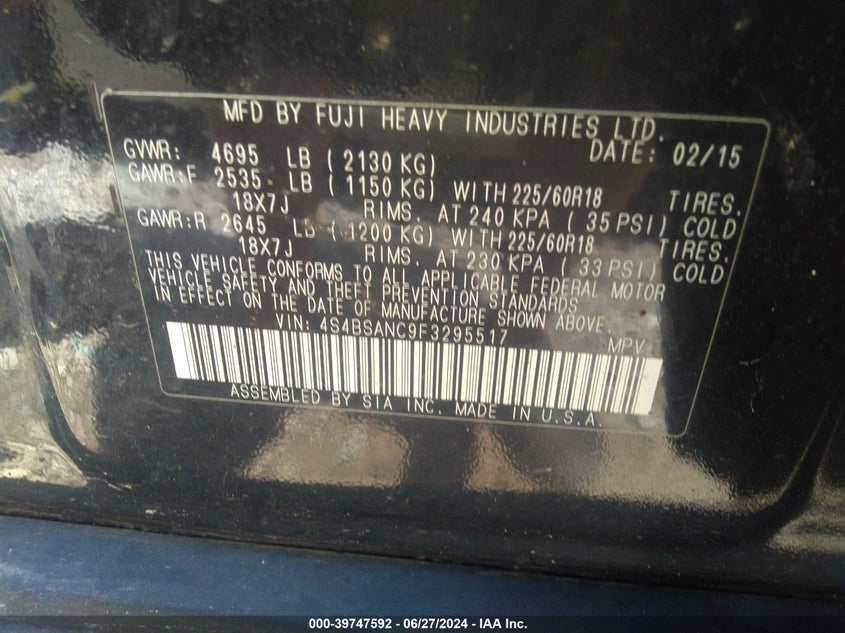 MFD BY FUJI HEAVY INDUSTRIES LTD.
GVWR: 4695 LB (2130 KG) DATE: 02/15
GAWR:F 2535 LB (1150 KG) WITH 225/60R18 TIRES.
18X7J RIMS. AT 240 KPA (35 PSI) COLD
GAWR:R 2645 LB (1200 KG) WITH 225/60R18 TIRES.
18X7J RIMS. AT 230 KPA (33 PSI) COLD
THIS VEHICLE CONFORMS TO ALL APPLICABLE FEDERAL MOTOR
VEHICLE SAFETY AND THEFT PREVENTION STANDARDS
IN EFFECT ON THE DATE OF MANUFACTURE SHOWN ABOVE.
VIN: 4S4BSANC9F3295517 MPV
ASSEMBLED BY SIA INC. MADE IN U.S.A.
000-39747592 - 06/27/2024 - IAA Inc.